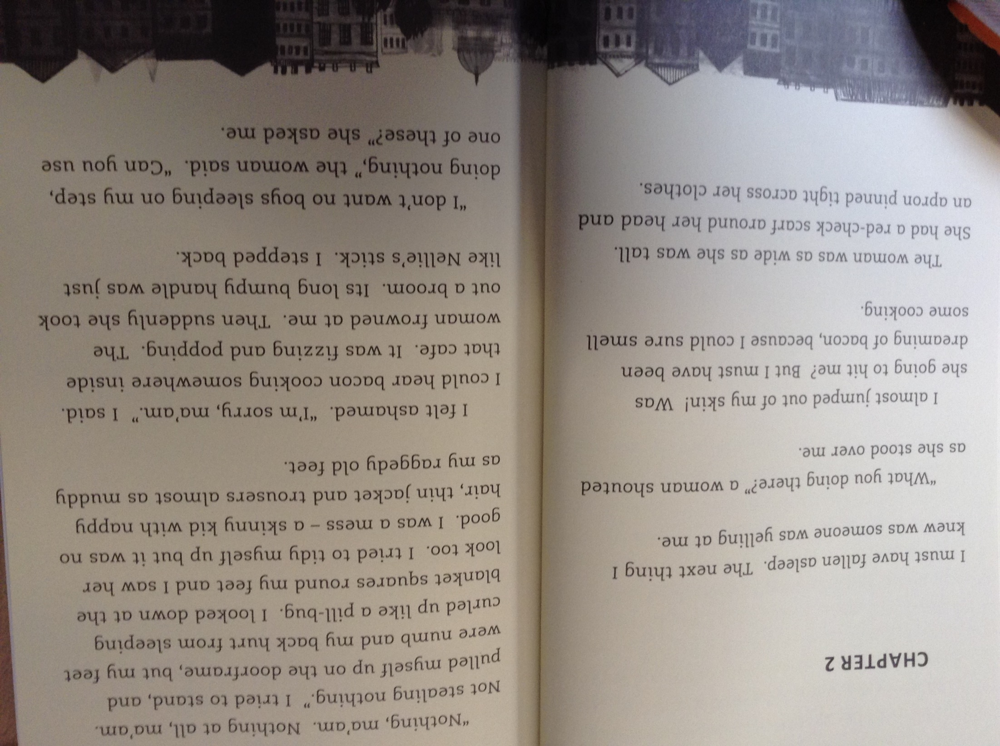 CHAPTER 2
I must have fallen asleep. The next thing I
knew was someone was yelling at me.
“What you doing there?” a woman shouted
as she stood over me.
I almost jumped out of my skin! Was
she going to hit me? But I must have been
dreaming of bacon, because I could sure smell
some cooking.
The woman was as wide as she was tall.
She had a red-check scarf around her head and
an apron pinned tight across her clothes.
“Nothing, ma’am. Nothing at all, ma’am.
Not stealing nothing.” I tried to stand, and
pulled myself up on the doorframe, but my feet
were numb and my back hurt from sleeping
curled up like a pill-bug. I looked down at the
blanket squares round my feet and I saw her
look too. I tried to tidy myself up but it was no
good. I was a mess – a skinny kid with nappy
hair, thin jacket and trousers almost as muddy
as my raggedy old feet.
I felt ashamed. “I’m sorry, ma’am.” I said.
I could hear bacon cooking somewhere inside
that cafe. It was fizzing and popping. The
woman frowned at me. Then suddenly she took
out a broom. Its long bumpy handle was just
like Nellie’s stick. I stepped back.
“I don’t want no boys sleeping on my step,
doing nothing,” the woman said. “Can you use
one of these?” she asked me.